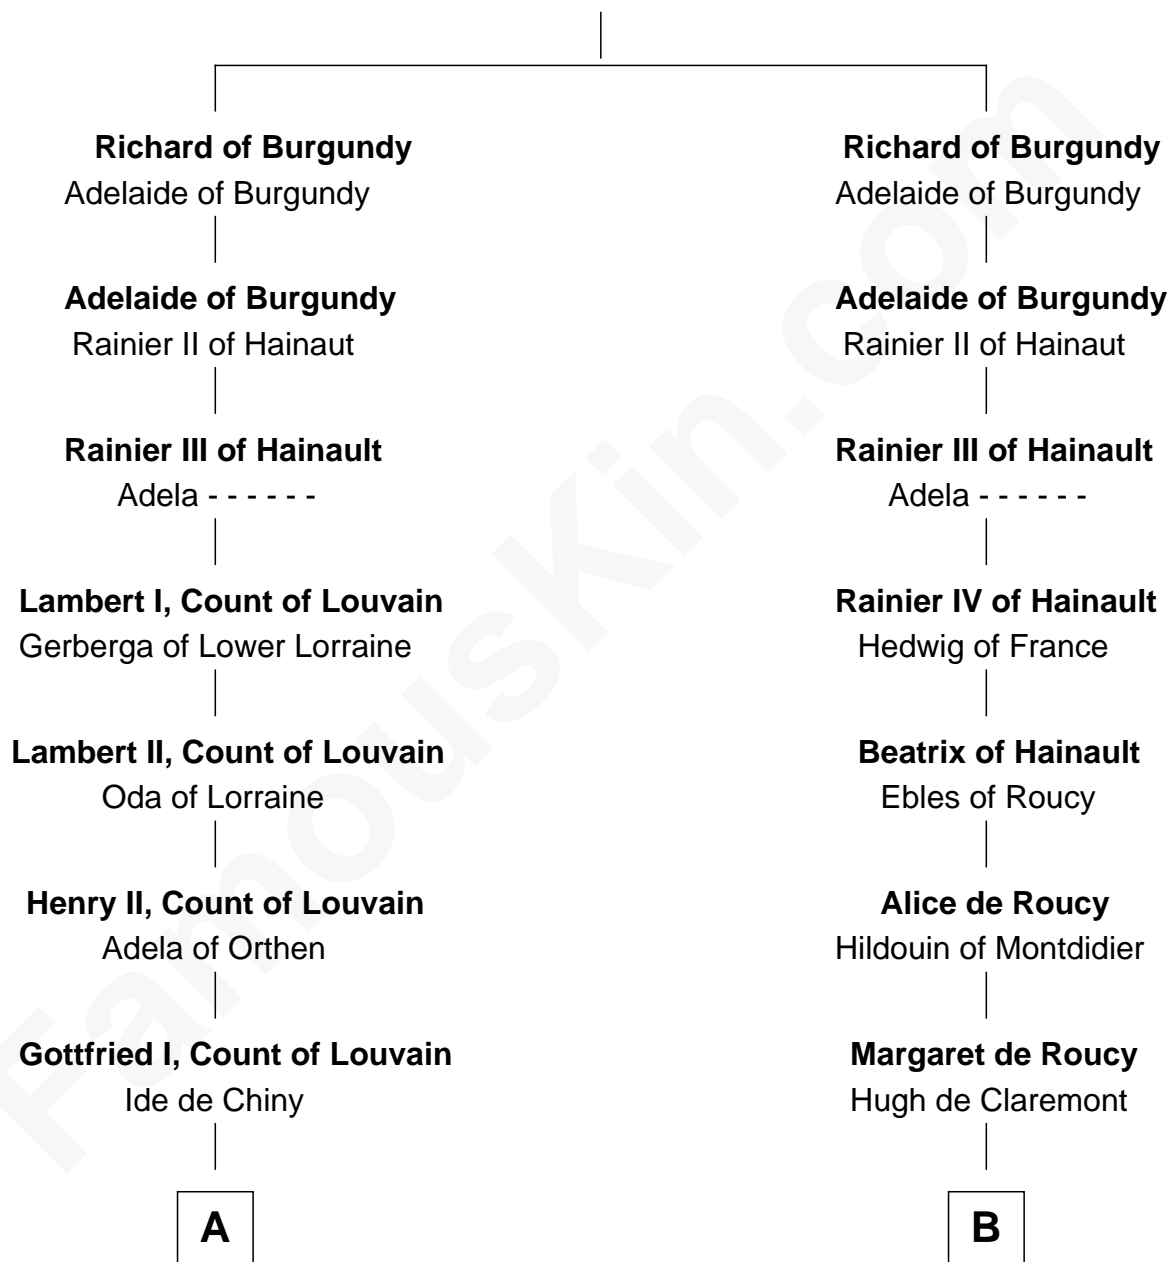 Richard of Burgundy
Adelaide of Burgundy
Adelaide of Burgundy
Rainier II of Hainaut
Rainier III of Hainault
Adela - - - - - -
Lambert I, Count of Louvain
Gerberga of Lower Lorraine
Lambert II, Count of Louvain
Oda of Lorraine
Henry II, Count of Louvain
Adela of Orthen
Gottfried I, Count of Louvain
Ide de Chiny
A
Richard of Burgundy
Adelaide of Burgundy
Adelaide of Burgundy
Rainier II of Hainaut
Rainier III of Hainault
Adela - - - - - -
Rainier IV of Hainault
Hedwig of France
Beatrix of Hainault
Ebles of Roucy
Alice de Roucy
Hildouin of Montdidier
Margaret de Roucy
Hugh de Claremont
B
FamousKin.com